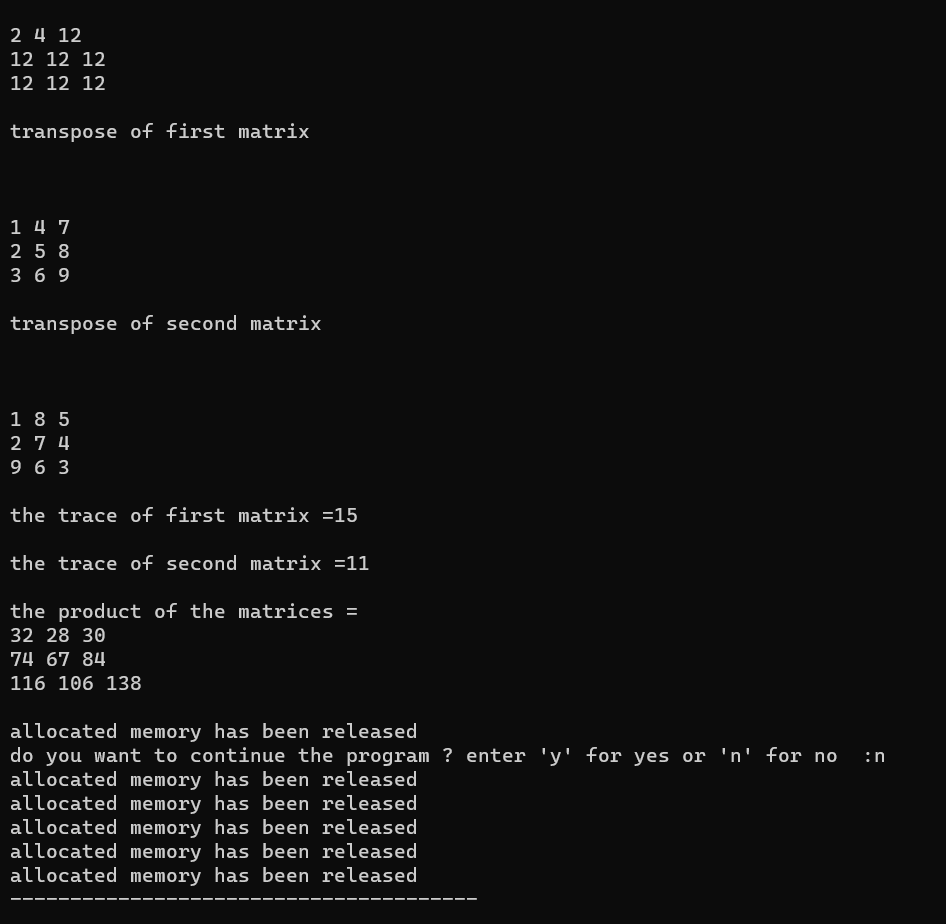 2 4 12
12 12 12
12 12 12
transpose of first matrix
1 4 7
2 5 8
3 6 9
transpose of second matrix
1 8 5
2 7 4
9 6 3
the trace of first matrix =15
the trace of second matrix =11
the product of the matrices =
32 28 30
74 67 84
116 106 138
allocated memory has been released
do you want to continue the program ? enter 'y' for yes or 'n' for no  :n
allocated memory has been released
allocated memory has been released
allocated memory has been released
allocated memory has been released
allocated memory has been released
---------------------------------------